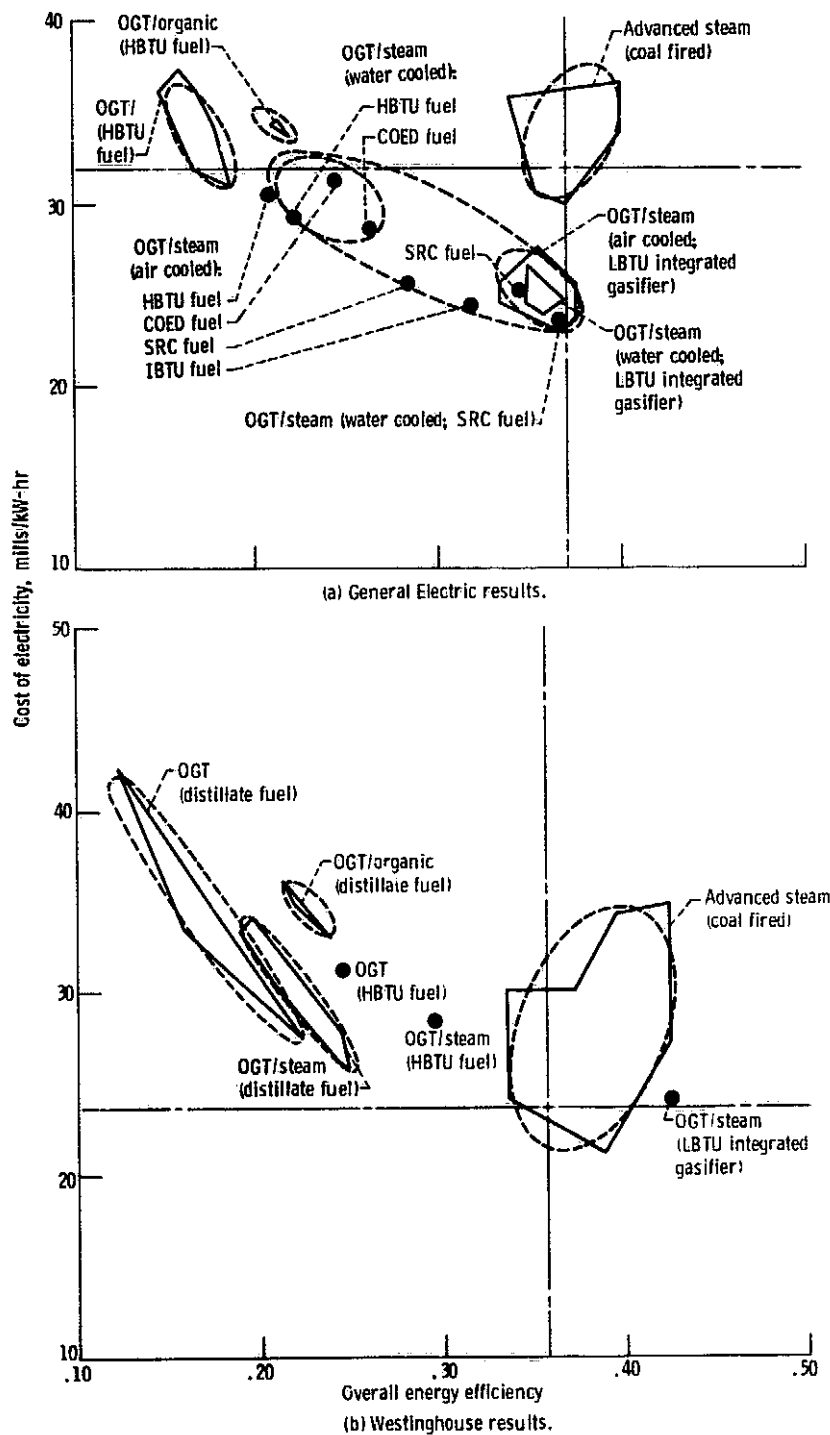 40
OGT/organic
(HBTU fuel)
OGT/
(HBTU
fuel)
OGT/steam
(water cooled):
HBTU fuel
COED fuel
Advanced steam
(coal fired)
30
OGT/steam
(air cooled):
HBTU fuel
COED fuel
SRC fuel
IBTU fuel
SRC fuel
OGT/steam
(air cooled;
LBTU integrated
gasifier)
OGT/steam
(water cooled;
LBTU integrated
gasifier)
20
OGT/steam (water cooled; SRC fuel)
10
.20
.30
.40
.50
(a) General Electric results.
Cost of electricity, mills/kW-hr
50
OGT
(distillate fuel)
40
OGT/organic
(distillate fuel)
Advanced steam
(coal fired)
30
OGT
(HBTU fuel)
OGT/steam
(HBTU fuel)
OGT/steam
(distillate fuel)
OGT/steam
(LBTU integrated
gasifier)
20
10
.10
.20
.30
.40
.50
Overall energy efficiency
(b) Westinghouse results.